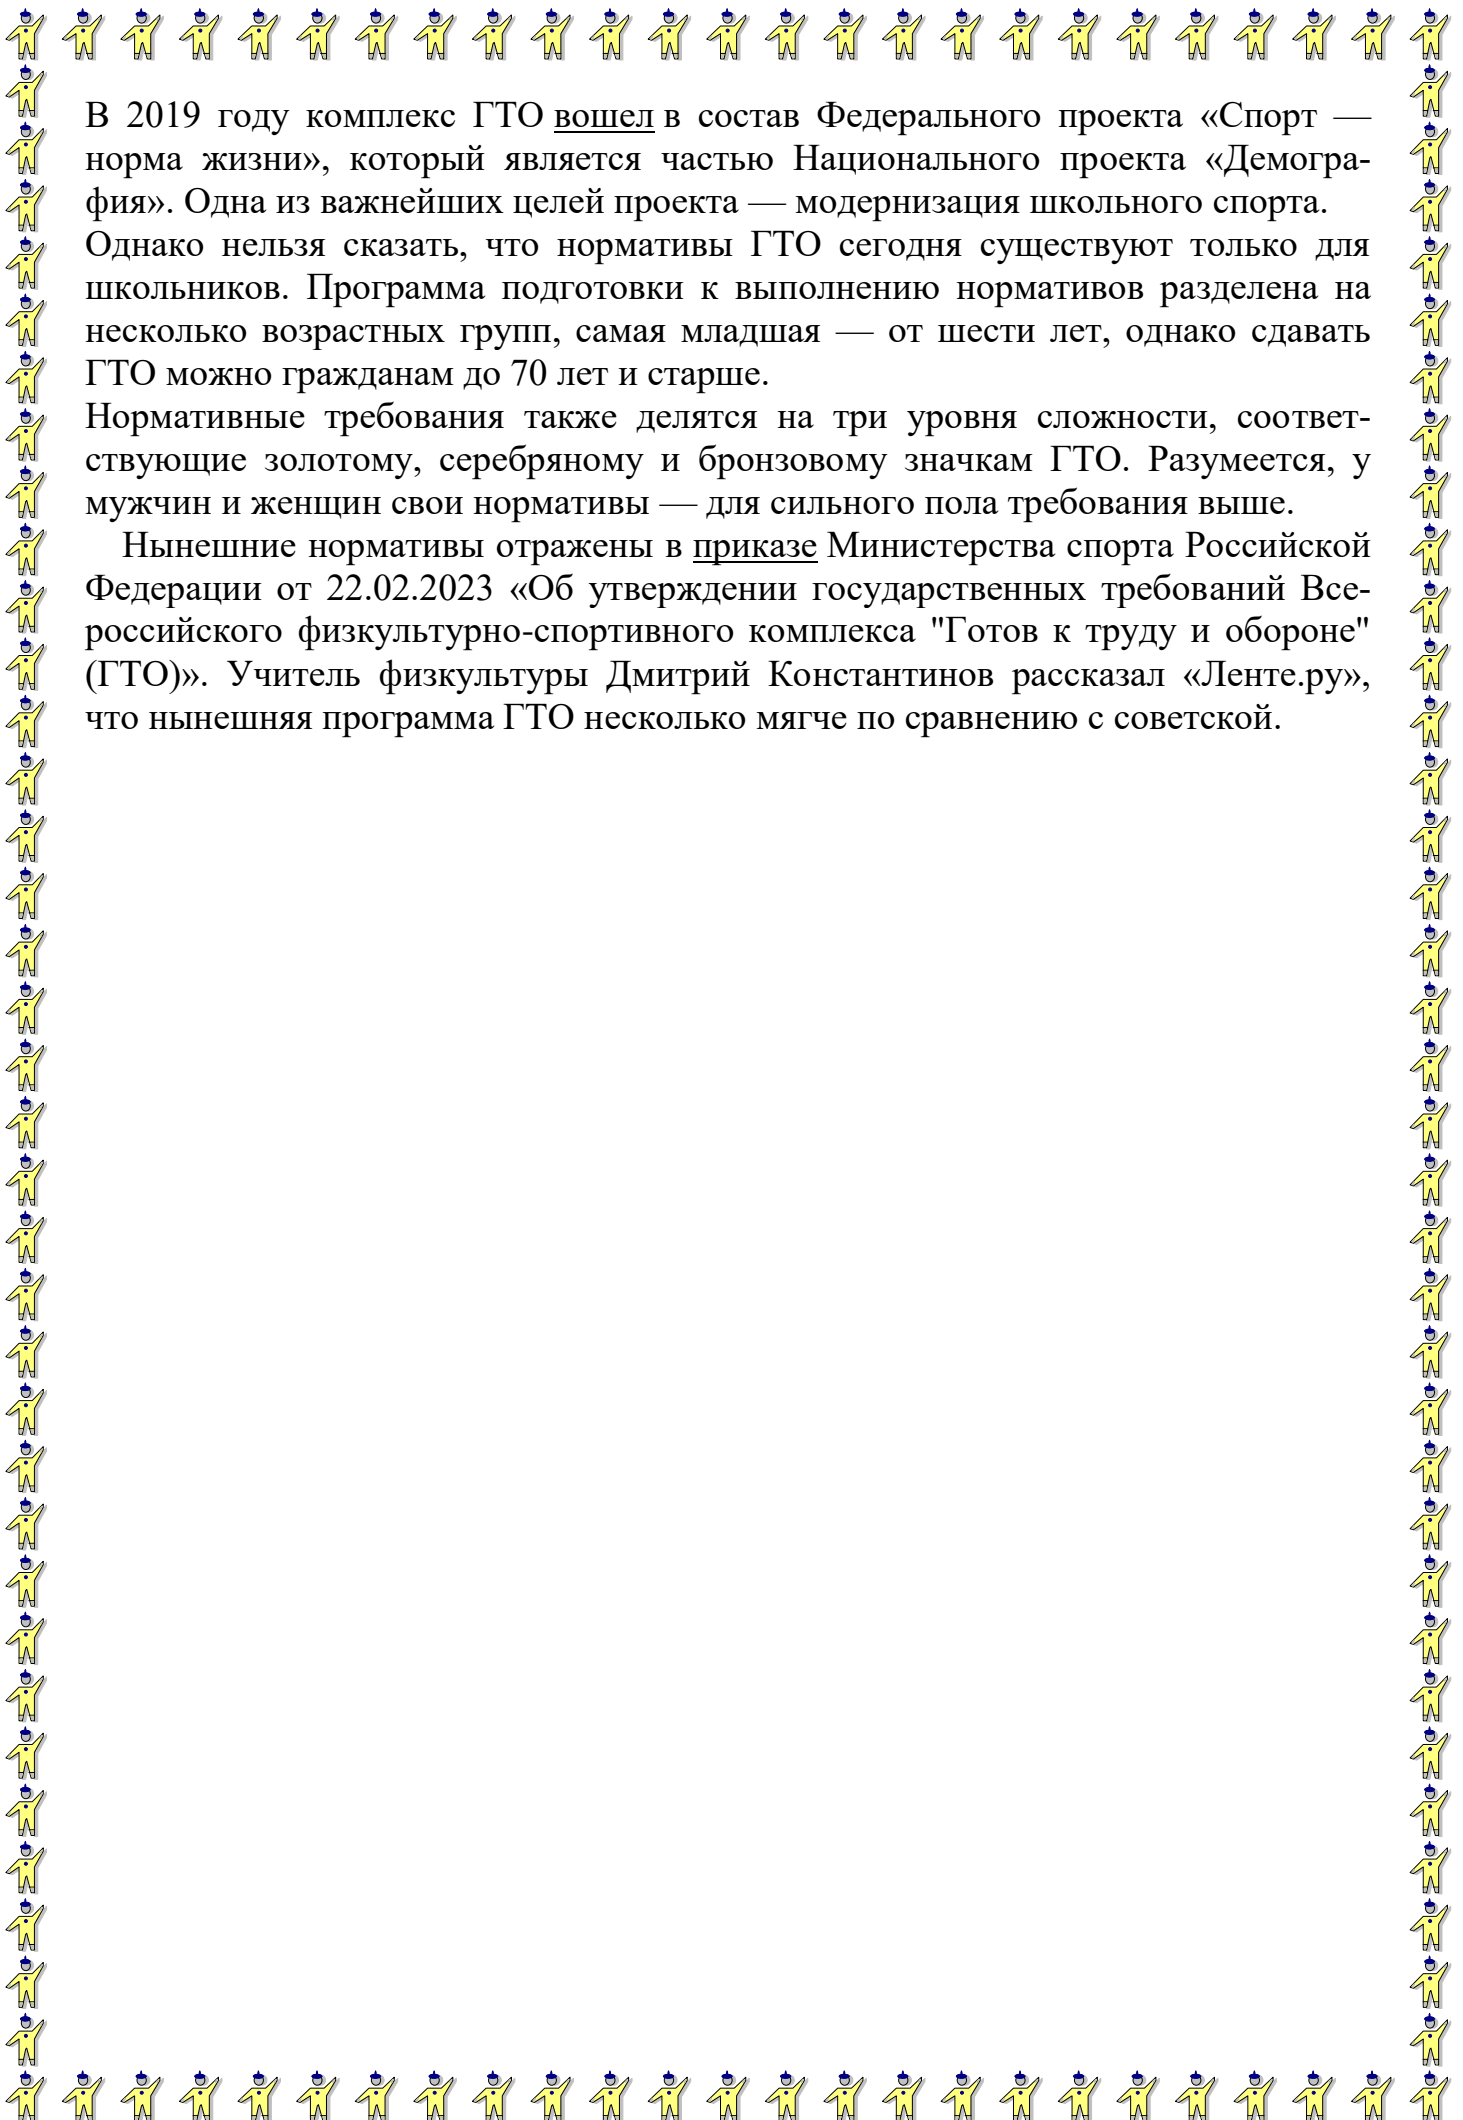 В 2019 году комплекс ГТО вошел в состав Федерального проекта «Спорт —
норма жизни», который является частью Национального проекта «Демогра-
фия». Одна из важнейших целей проекта — модернизация школьного спорта.
Однако нельзя сказать, что нормативы ГТО сегодня существуют только для
школьников. Программа подготовки к выполнению нормативов разделена на
несколько возрастных групп, самая младшая — от шести лет, однако сдавать
ГТО можно гражданам до 70 лет и старше.
Нормативные требования также делятся на три уровня сложности, соответ-
ствующие золотому, серебряному и бронзовому значкам ГТО. Разумеется, у
мужчин и женщин свои нормативы — для сильного пола требования выше.
Нынешние нормативы отражены в приказе Министерства спорта Российской
Федерации от 22.02.2023 «Об утверждении государственных требований Все-
российского физкультурно-спортивного комплекса "Готов к труду и обороне"
(ГТО)». Учитель физкультуры Дмитрий Константинов рассказал «Ленте.ру»,
что нынешняя программа ГТО несколько мягче по сравнению с советской.